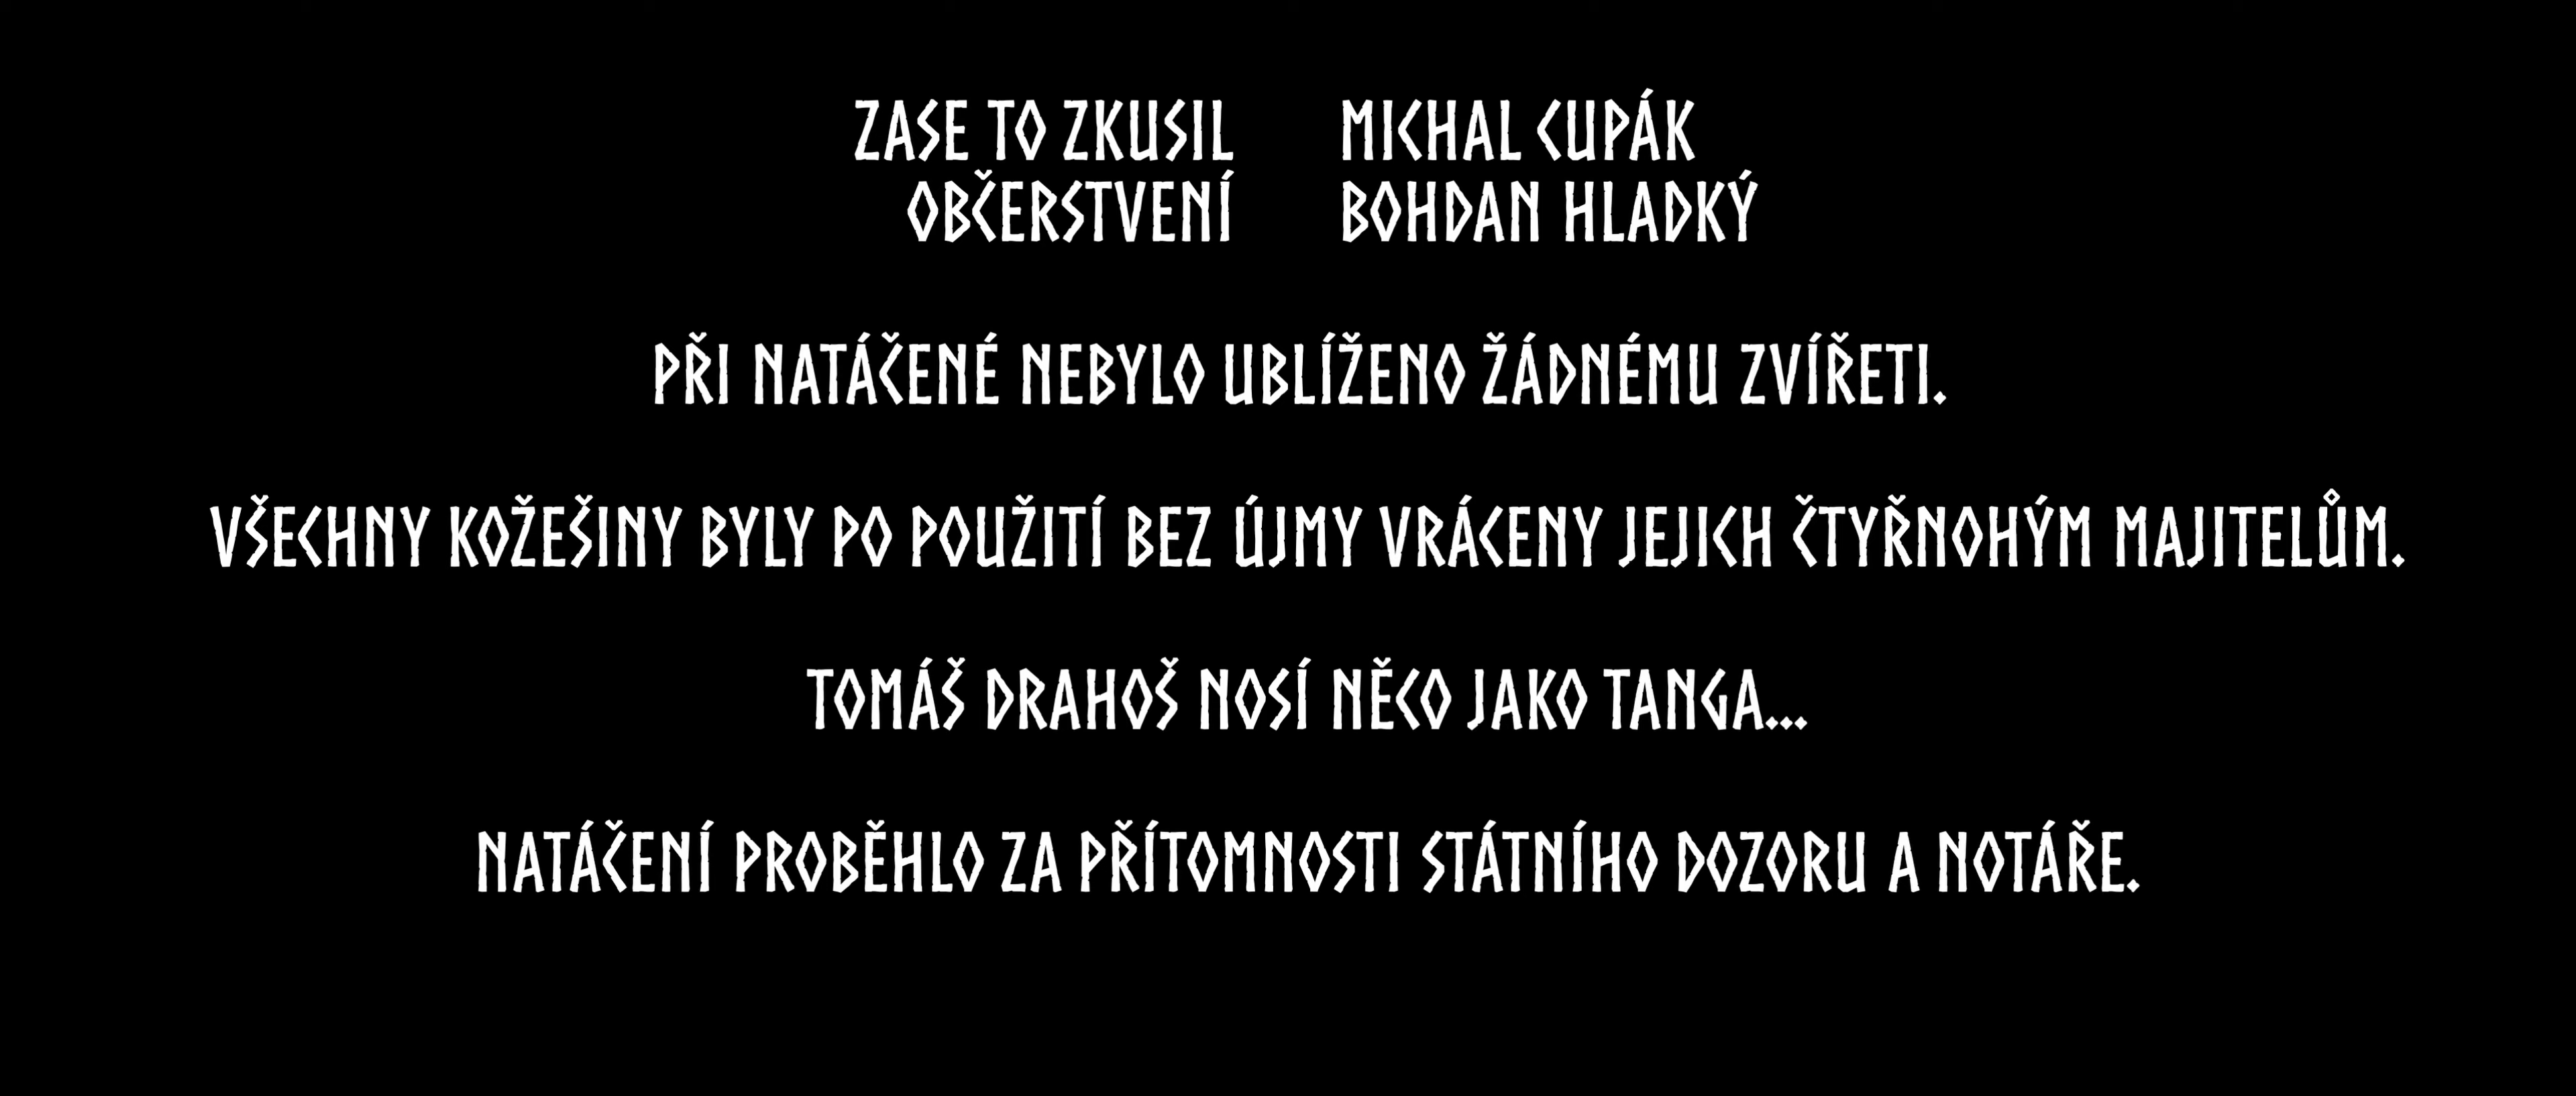 ZASE TO ZKUSIL MICHAL CUPÁK
OBČERSTVENÍ BOHDAN HLADKÝ
PŘI NATÁČENÉ NEBYLO UBLÍŽENO ŽÁDNÉMU ZVÍŘETI.
VŠECHNY KOŽEŠINY BYLY PO POUŽITÍ BEZ ÚJMY VRÁCENY JEJICH ČTYŘNOHÝM MAJITELŮM.
TOMÁŠ DRAHOŠ NOSÍ NĚCO JAKO TANGA...
NATÁČENÍ PROBĚHLO ZA PŘÍTOMNOSTI STÁTNÍHO DOZORU A NOTÁŘE.